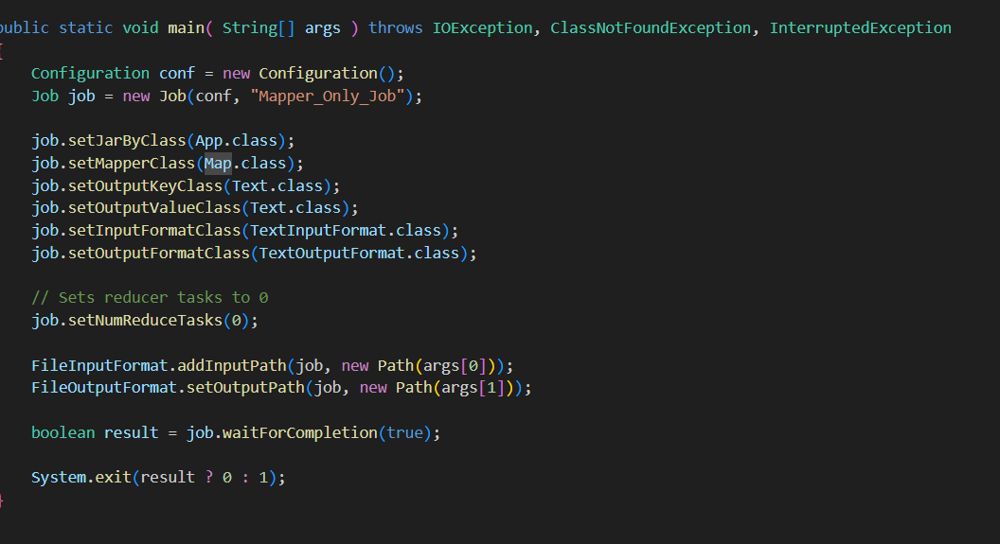 public static void main( String[] args ) throws IOException, ClassNotFoundException, InterruptedException
{
Configuration conf = new Configuration();
Job job = new Job(conf, "Mapper_Only_Job");
job.setJarByClass(App.class);
job.setMapperClass(Map.class);
job.setOutputKeyClass(Text.class);
job.setOutputValueClass(Text.class);
job.setInputFormatClass(TextInputFormat.class);
job.setOutputFormatClass(TextOutputFormat.class);
// Sets reducer tasks to 0
job.setNumReduceTasks(0);
FileInputFormat.addInputPath(job, new Path(args[0]));
FileOutputFormat.setOutputPath(job, new Path(args[1]));
boolean result = job.waitForCompletion(true);
System.exit(result ? 0 : 1);
}